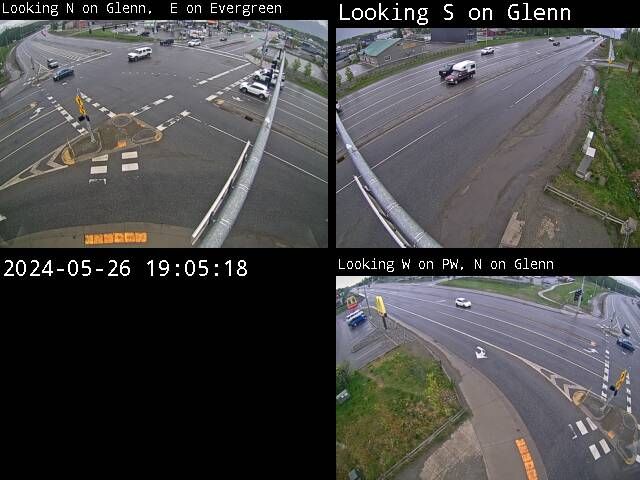 Looking N on Glenn,  E on Evergreen
Looking S on Glenn
2024-05-26 19:05:18
Looking W on PW, N on Glenn